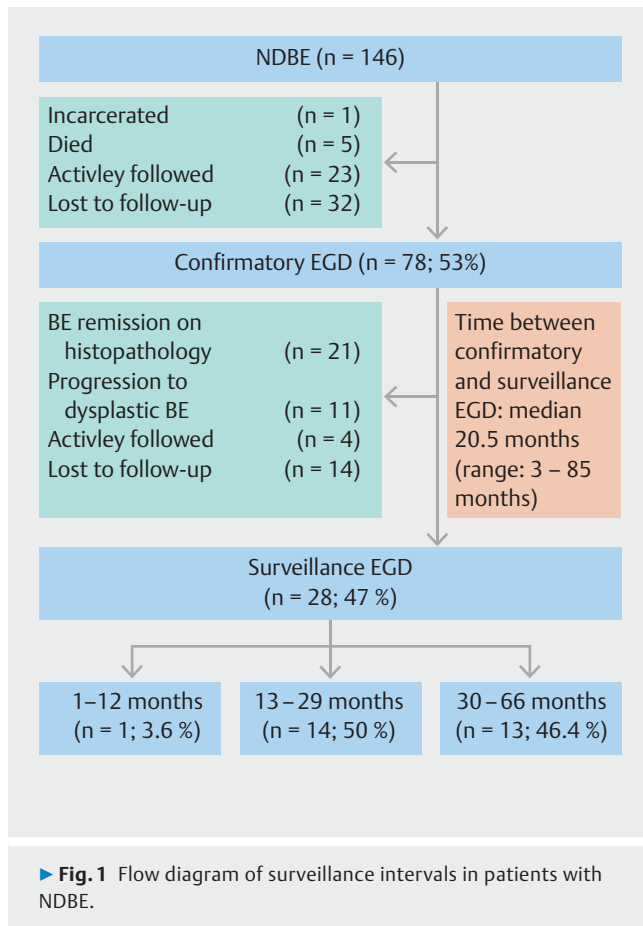 NDBE (n = 146)
Incarcerated (n = 1)
Died (n = 5)
Activley followed (n = 23)
Lost to follow-up (n = 32)
Confirmatory EGD (n = 78; 53%)
BE remission on
histopathology (n = 21)
Progression to
dysplastic BE (n = 11)
Activley followed (n = 4)
Lost to follow-up (n = 14)
Time between
confirmatory
and surveillance
EGD: median
20.5 months
(range: 3 – 85
months)
Surveillance EGD
(n = 28; 47 %)
1–12 months
(n = 1; 3.6 %)
13 – 29 months
(n = 14; 50 %)
30 – 66 months
(n = 13; 46.4 %)
▶ Fig. 1 Flow diagram of surveillance intervals in patients with
NDBE.